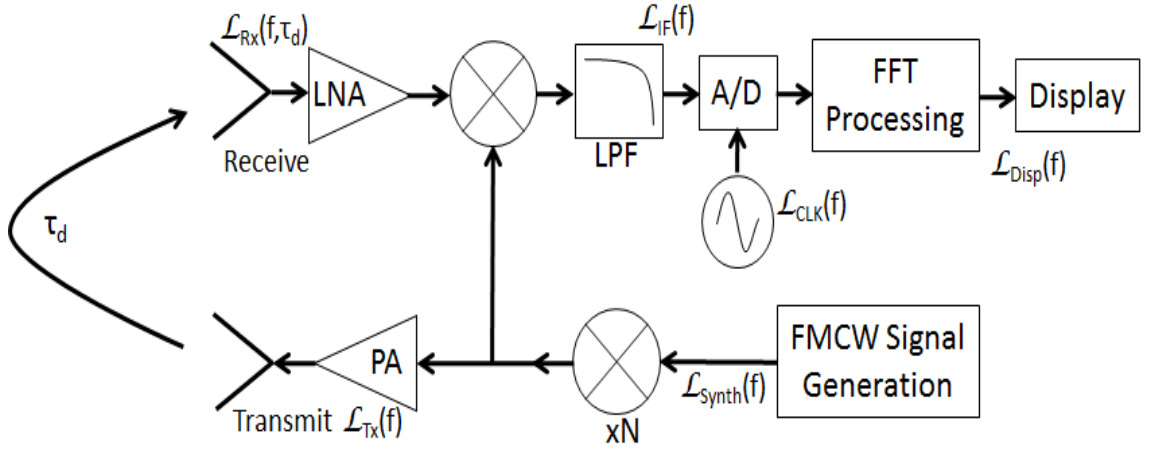 ℒRx(f,τd)
ℒIF(f)
LNA
A/D
FFT
Processing
Display
Receive
LPF
ℒDisp(f)
ℒCLK(f)
τd
PA
FMCW Signal
Generation
ℒSynth(f)
Transmit ℒTx(f)
xN